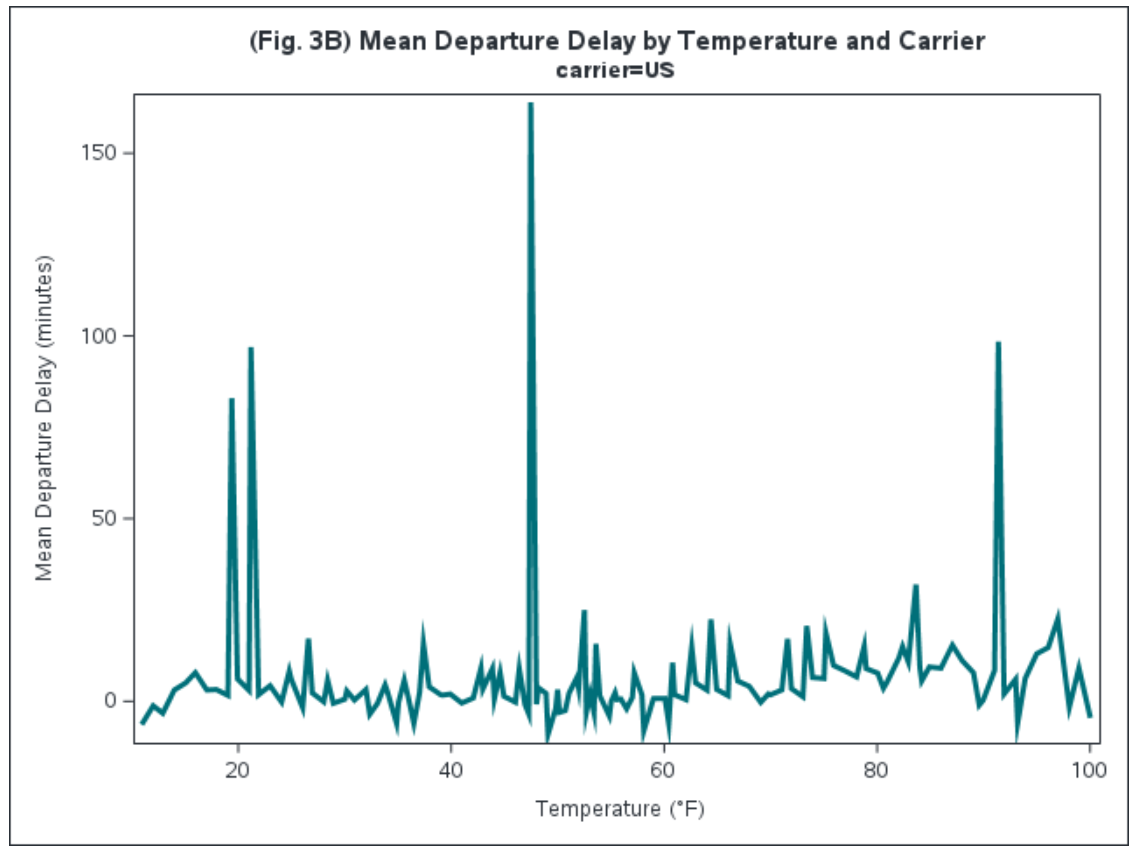 (Fig. 3B) Mean Departure Delay by Temperature and Carrier
carrier=US
Mean Departure Delay (minutes)
150
100
50
0
20 40 60 80 100
Temperature (°F)